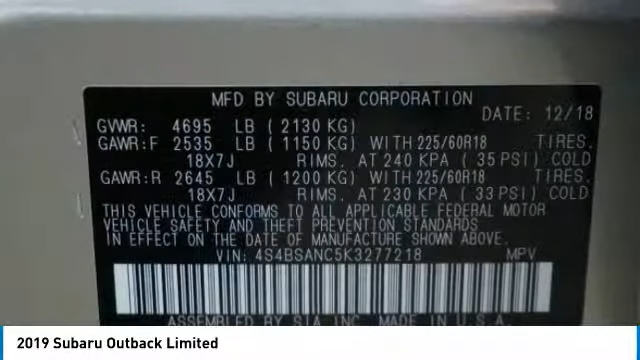 MFD BY SUBARU CORPORATION
DATE: 12/18
GVWR: 4695 LB ( 2130 KG)
GAWR:F 2535 LB ( 1150 KG) WITH 225/60R18 TIRES.
18X7J RIMS. AT 240 KPA ( 35 PSI) COLD
GAWR:R 2645 LB ( 1200 KG) WITH 225/60R18 TIRES.
18X7J RIMS. AT 230 KPA ( 33 PSI) COLD
THIS VEHICLE CONFORMS TO ALL APPLICABLE FEDERAL MOTOR
VEHICLE SAFETY AND THEFT PREVENTION STANDARDS
IN EFFECT ON THE DATE OF MANUFACTURE SHOWN ABOVE.
VIN: 4S4BSANC5K3277218 MPV
ASSEMBLED BY SIA INC. MADE IN U.S.A.
2019 Subaru Outback Limited